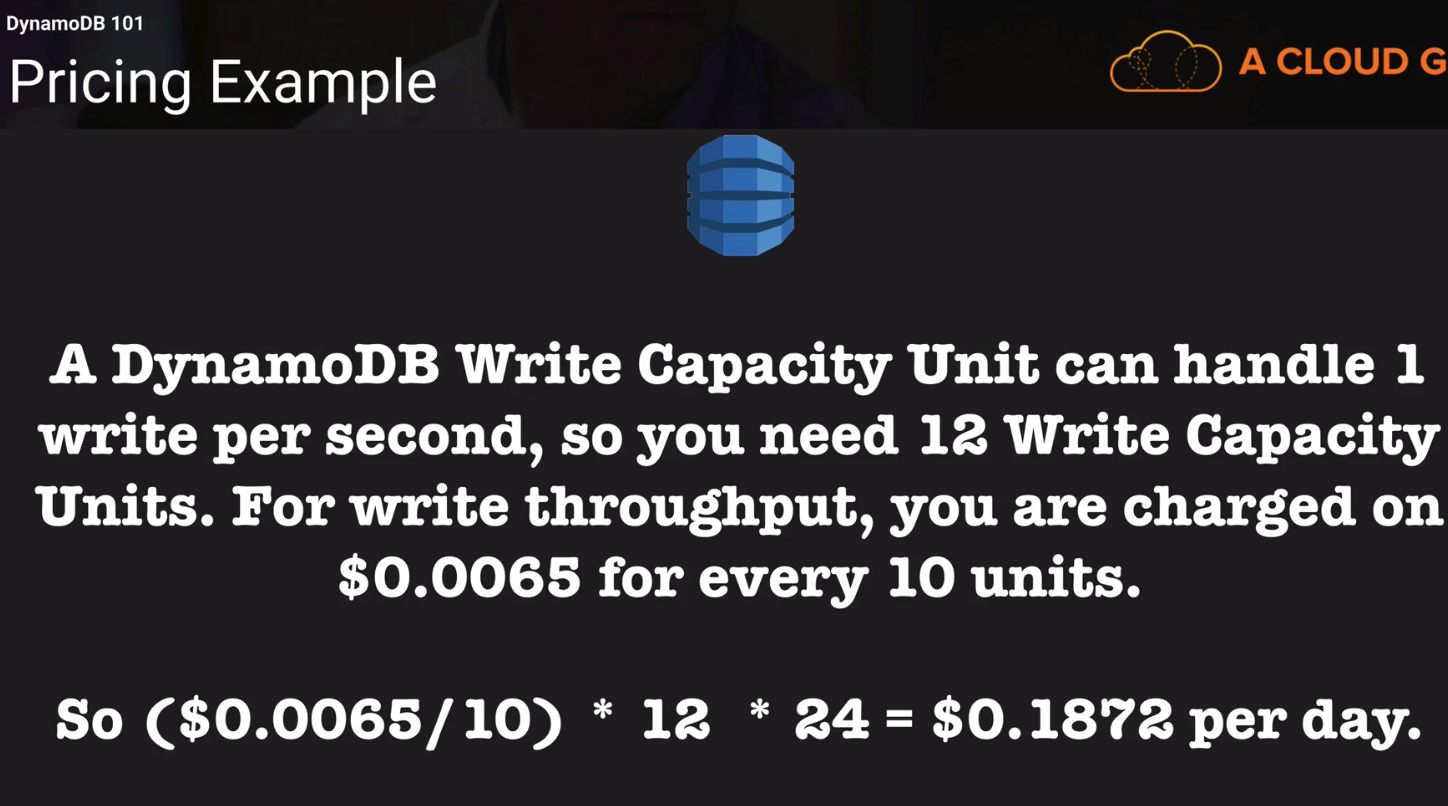 DynamoDB 101
Pricing Example
A CLOUD G
A DynamoDB Write Capacity Unit can handle 1
write per second, so you need 12 Write Capacity
Units. For write throughput, you are charged on
$0.0065 for every 10 units.
So ($0.0065/10) * 12 * 24 = $0.1872 per day.